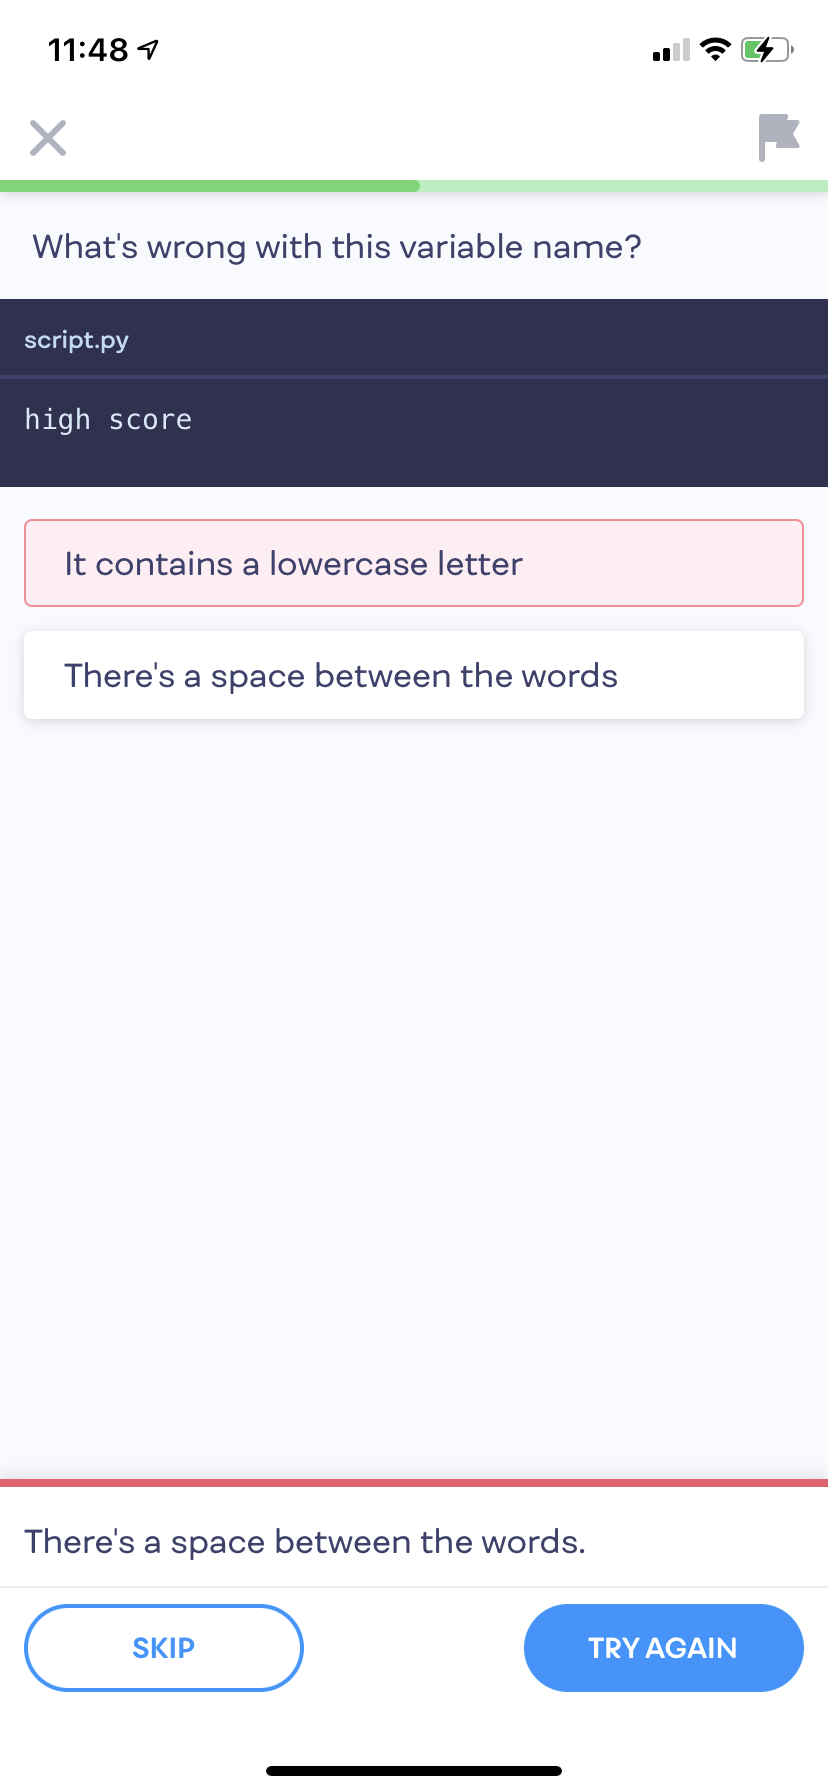 11:48
What's wrong with this variable name?
script.py
high score
It contains a lowercase letter
There's a space between the words
There's a space between the words.
SKIP
TRY AGAIN